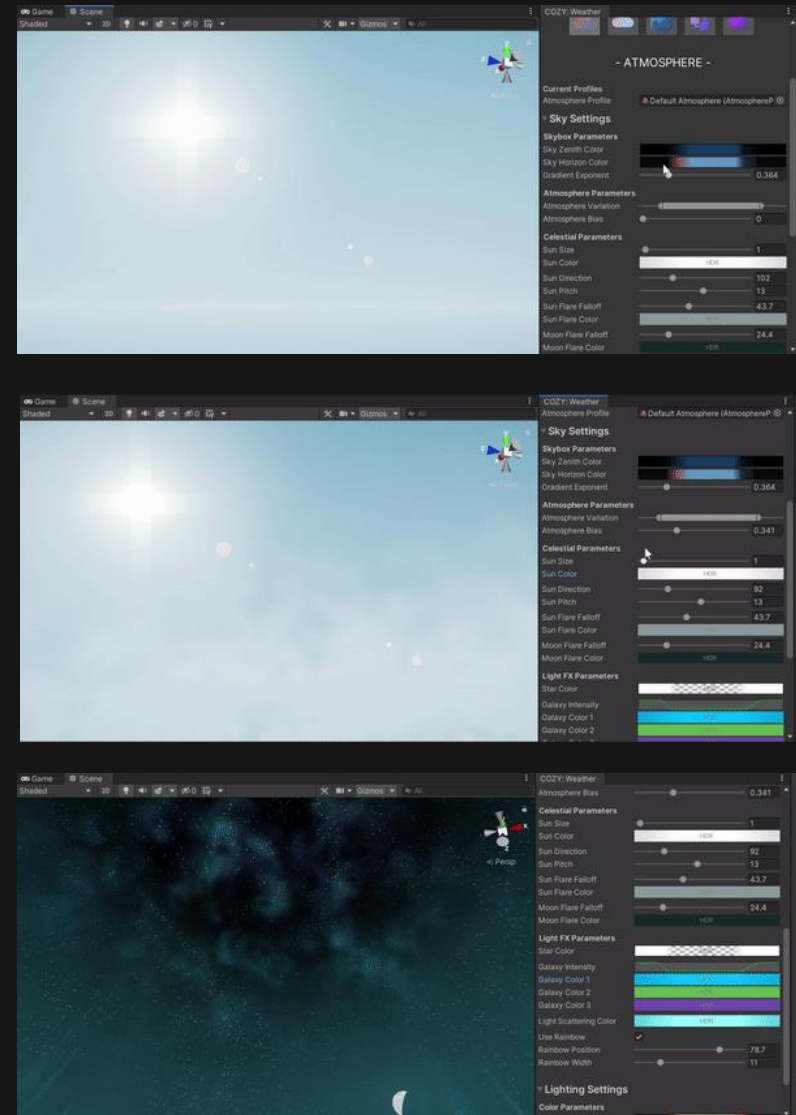 Game Scene COZY: Weather
Shaded 2D Gizmos All
- ATMOSPHERE -
Current Profiles
Atmosphere Profile Default Atmosphere (AtmosphereP
Sky Settings
Skybox Parameters
Sky Zenith Color
Sky Horizon Color
Gradient Exponent 0.364
Atmosphere Parameters
Atmosphere Variation
Atmosphere Bias 0
Celestial Parameters
Sun Size 1
Sun Color HDR
Sun Direction 102
Sun Pitch 13
Sun Flare Falloff 43.7
Sun Flare Color
Moon Flare Falloff 24.4
Moon Flare Color HDR
Game Scene COZY: Weather
Shaded 2D Gizmos All
Atmosphere Profile Default Atmosphere (AtmosphereP
Sky Settings
Skybox Parameters
Sky Zenith Color
Sky Horizon Color
Gradient Exponent 0.364
Atmosphere Parameters
Atmosphere Variation
Atmosphere Bias 0.341
Celestial Parameters
Sun Size 1
Sun Color HDR
Sun Direction 92
Sun Pitch 13
Sun Flare Falloff 43.7
Sun Flare Color
Moon Flare Falloff 24.4
Moon Flare Color HDR
Light FX Parameters
Star Color
Galaxy Intensity
Galaxy Color 1 HDR
Galaxy Color 2 HDR
Game Scene COZY: Weather
Shaded 2D Gizmos All
Persp
Atmosphere Bias 0.341
Celestial Parameters
Sun Size 1
Sun Color HDR
Sun Direction 92
Sun Pitch 13
Sun Flare Falloff 43.7
Sun Flare Color
Moon Flare Falloff 24.4
Moon Flare Color HDR
Light FX Parameters
Star Color
Galaxy Intensity
Galaxy Color 1
Galaxy Color 2 HDR
Galaxy Color 3 HDR
Light Scattering Color HDR
Use Rainbow
Rainbow Position 78.7
Rainbow Width 11
Lighting Settings
Color Parameters